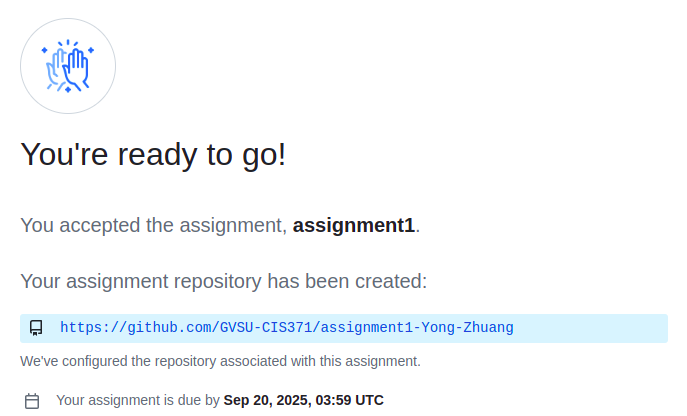 You're ready to go!
You accepted the assignment, assignment1.
Your assignment repository has been created:
https://github.com/GVSU-CIS371/assignment1-Yong-Zhuang
We've configured the repository associated with this assignment.
Your assignment is due by Sep 20, 2025, 03:59 UTC